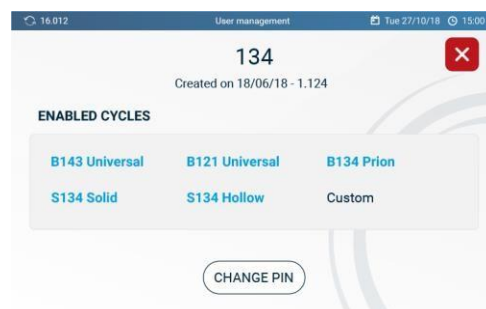 16.012 User management Tue 27/10/18 15:00
134
Created on 18/06/18 - 1.124
ENABLED CYCLES
B143 Universal B121 Universal B134 Prion
S134 Solid S134 Hollow Custom
CHANGE PIN